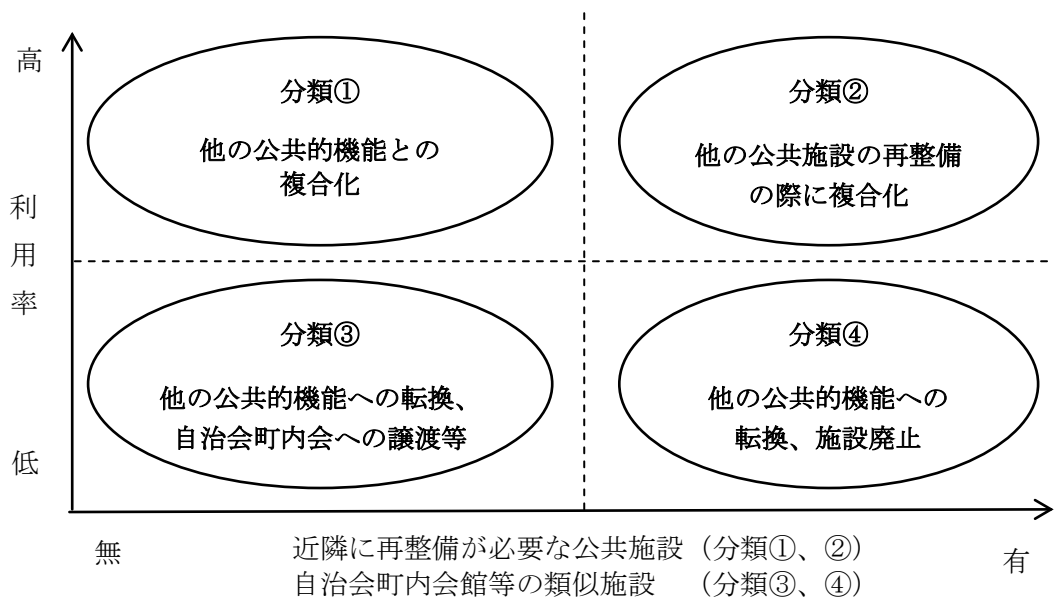 高
分類①
他の公共的機能との
複合化
分類②
他の公共施設の再整備
の際に複合化
利
用
率
分類③
他の公共的機能への転換、
自治会町内会への譲渡等
分類④
他の公共的機能への
転換、施設廃止
低
無
近隣に再整備が必要な公共施設（分類①、②）
自治会町内会館等の類似施設　（分類③、④）
有